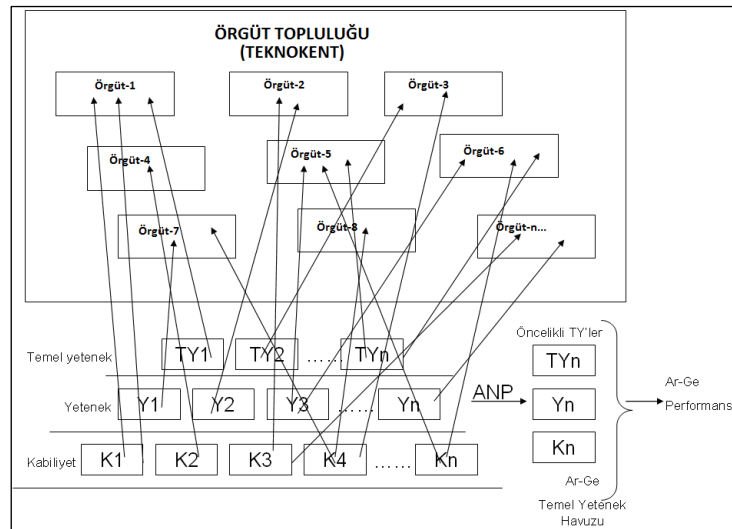 ÖRGÜT TOPLULUĞU
(TEKNOKENT)
Örgüt-1
Örgüt-2
Örgüt-3
Örgüt-4
Örgüt-5
Örgüt-6
Örgüt-7
Örgüt-8
Örgüt-n...
Temel yetenek
TY1
TY2
......
TYn
Yetenek
Y1
Y2
Y3
......
Yn
Kabiliyet
K1
K2
K3
K4
......
Kn
ANP
Öncelikli TY'ler
TYn
Yn
Kn
Ar-Ge
Temel Yetenek
Havuzu
Ar-Ge
Performans